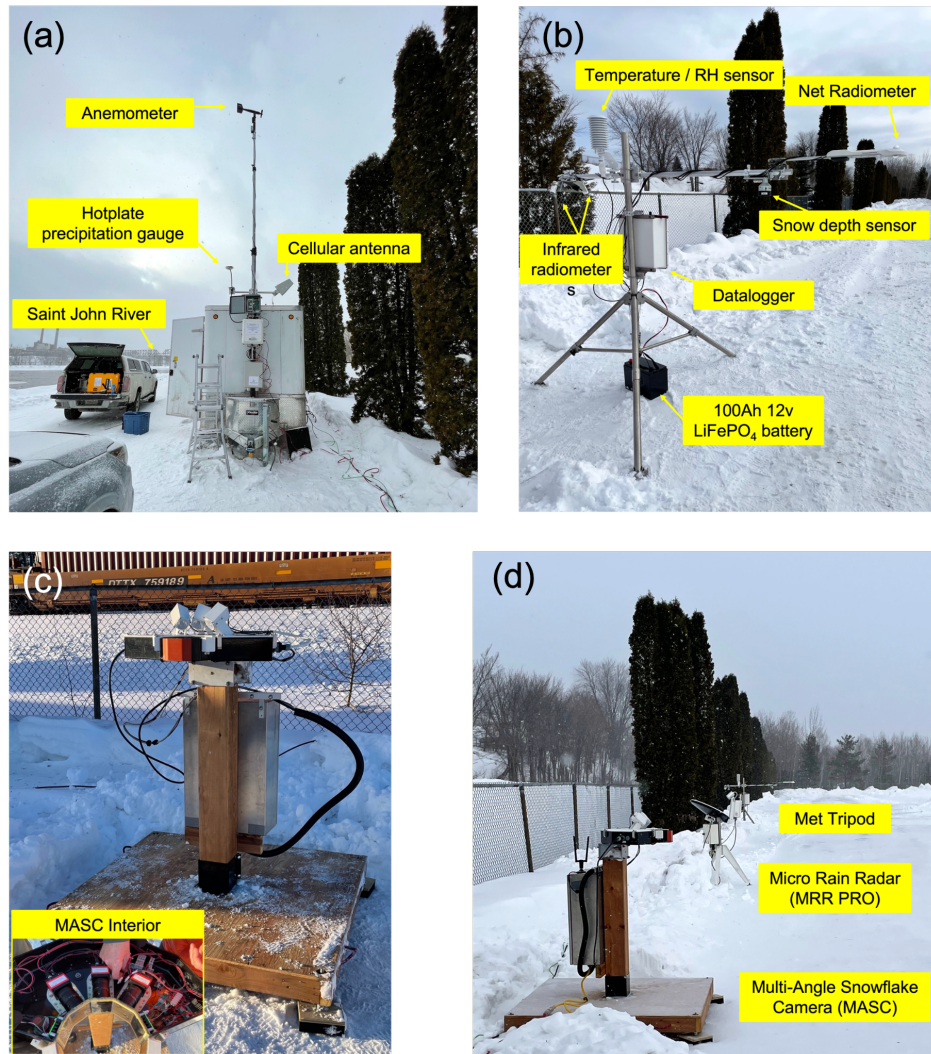 (a)
Anemometer
Hotplate
precipitation gauge
Cellular antenna
Saint John River
(b)
Temperature / RH sensor
Net Radiometer
Snow depth sensor
Infrared
radiometer
s
Datalogger
100Ah 12v
LiFePO₄ battery
(c)
DTTX 759189 A
MASC Interior
(d)
Met Tripod
Micro Rain Radar
(MRR PRO)
Multi-Angle Snowflake
Camera (MASC)